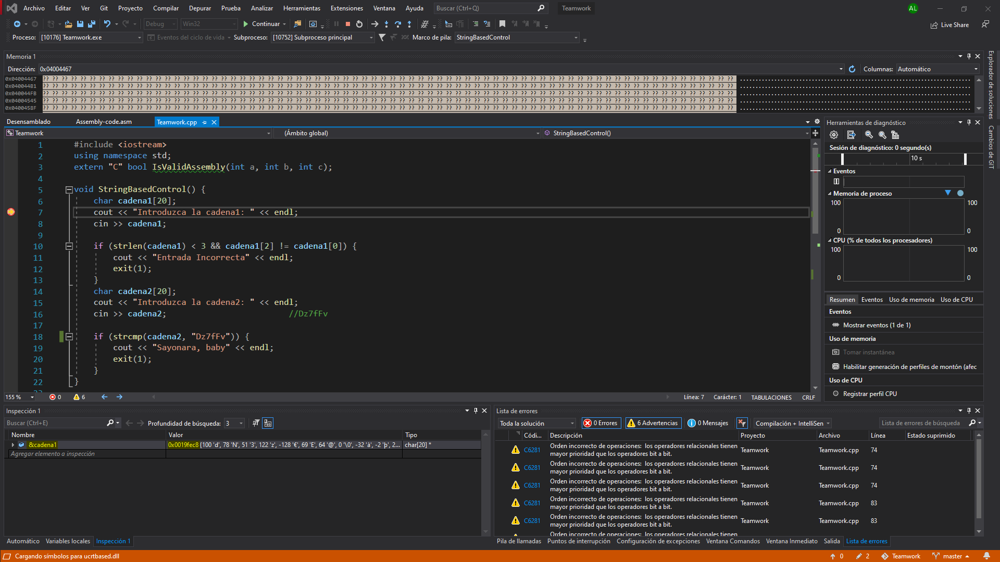 Archivo Editar Ver Git Proyecto Compilar Depurar Prueba Analizar Herramientas Extensiones Ventana Ayuda Buscar (Ctrl+Q) Teamwork AL
Debug Win32 Continuar Live Share
Proceso: [10176] Teamwork.exe Eventos del ciclo de vida Subproceso: [10752] Subproceso principal Marco de pila: StringBasedControl
Memoria 1
Dirección: 0x04004467 Columnas: Automático
0x04004467
0x040044B1
0x040044FB
0x04004545
0x0400458F
Explorador de soluciones
Cambios de GIT
Desensamblado Assembly-code.asm Teamwork.cpp
Teamwork (Ámbito global) StringBasedControl()
1 #include <iostream>
2 using namespace std;
3 extern "C" bool IsValidAssembly(int a, int b, int c);
4
5 void StringBasedControl() {
6 char cadena1[20];
7 cout << "Introduzca la cadena1: " << endl;
8 cin >> cadena1;
9
10 if (strlen(cadena1) < 3 && cadena1[2] != cadena1[0]) {
11 cout << "Entrada Incorrecta" << endl;
12 exit(1);
13 }
14 char cadena2[20];
15 cout << "Introduzca la cadena2: " << endl;
16 cin >> cadena2; //Dz7fFv
17
18 if (strcmp(cadena2, "Dz7fFv")) {
19 cout << "Sayonara, baby" << endl;
20 exit(1);
21 }
22 }
155 % 0 6 Línea: 7 Carácter: 1 TABULACIONES CRLF
Herramientas de diagnóstico
Sesión de diagnóstico: 0 segundo(s)
10 s
Eventos
Memoria de proceso
100 100
0 0
CPU (% de todos los procesadores)
100 100
0 0
Resumen Eventos Uso de memoria Uso de CPU
Eventos
Mostrar eventos (1 de 1)
Uso de memoria
Tomar instantánea
Habilitar generación de perfiles de montón (afec
Uso de CPU
Registrar perfil CPU
Inspección 1
Buscar (Ctrl+E) Profundidad de búsqueda: 3
Nombre Valor Tipo
&cadena1 0x0019fec8 {100 'd', 78 'N', 51 '3', 122 'z', -128 '€', 69 'E', 64 '@', 0 '\0', -32 'à', -2 'þ', 2... char[20] *
Agregar elemento a inspección
Automático Variables locales Inspección 1
Lista de errores
Toda la solución 0 Errores 6 Advertencias 0 Mensajes Compilación + IntelliSen Lista de errores de búsqueda
Códi... Descripción Proyecto Archivo Línea Estado suprimido
C6281 Orden incorrecto de operaciones: los operadores relacionales tienen mayor prioridad que los operadores bit a bit. Teamwork Teamwork.cpp 74
C6281 Orden incorrecto de operaciones: los operadores relacionales tienen mayor prioridad que los operadores bit a bit. Teamwork Teamwork.cpp 74
C6281 Orden incorrecto de operaciones: los operadores relacionales tienen mayor prioridad que los operadores bit a bit. Teamwork Teamwork.cpp 74
C6281 Orden incorrecto de operaciones: los operadores relacionales tienen mayor prioridad que los operadores bit a bit. Teamwork Teamwork.cpp 83
C6281 Orden incorrecto de operaciones: los operadores relacionales tienen mayor prioridad que los operadores bit a bit. Teamwork Teamwork.cpp 83
Orden incorrecto de operaciones: los operadores relacionales tienen
Pila de llamadas Puntos de interrupción Configuración de excepciones Ventana Comandos Ventana Inmediato Salida Lista de errores
Cargando símbolos para ucrtbased.dll 0 2 Teamwork master